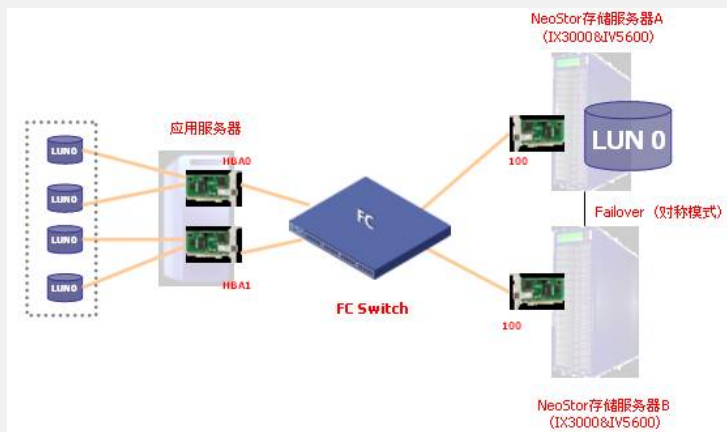 NeoStor存储服务器A
(IX3000&IV5600)
应用服务器
LUN0
HBA0
100
LUN 0
LUN0
FC
Failover（对称模式）
LUN0
LUN0
HBA1
FC Switch
100
NeoStor存储服务器B
(IX3000&IV5600)